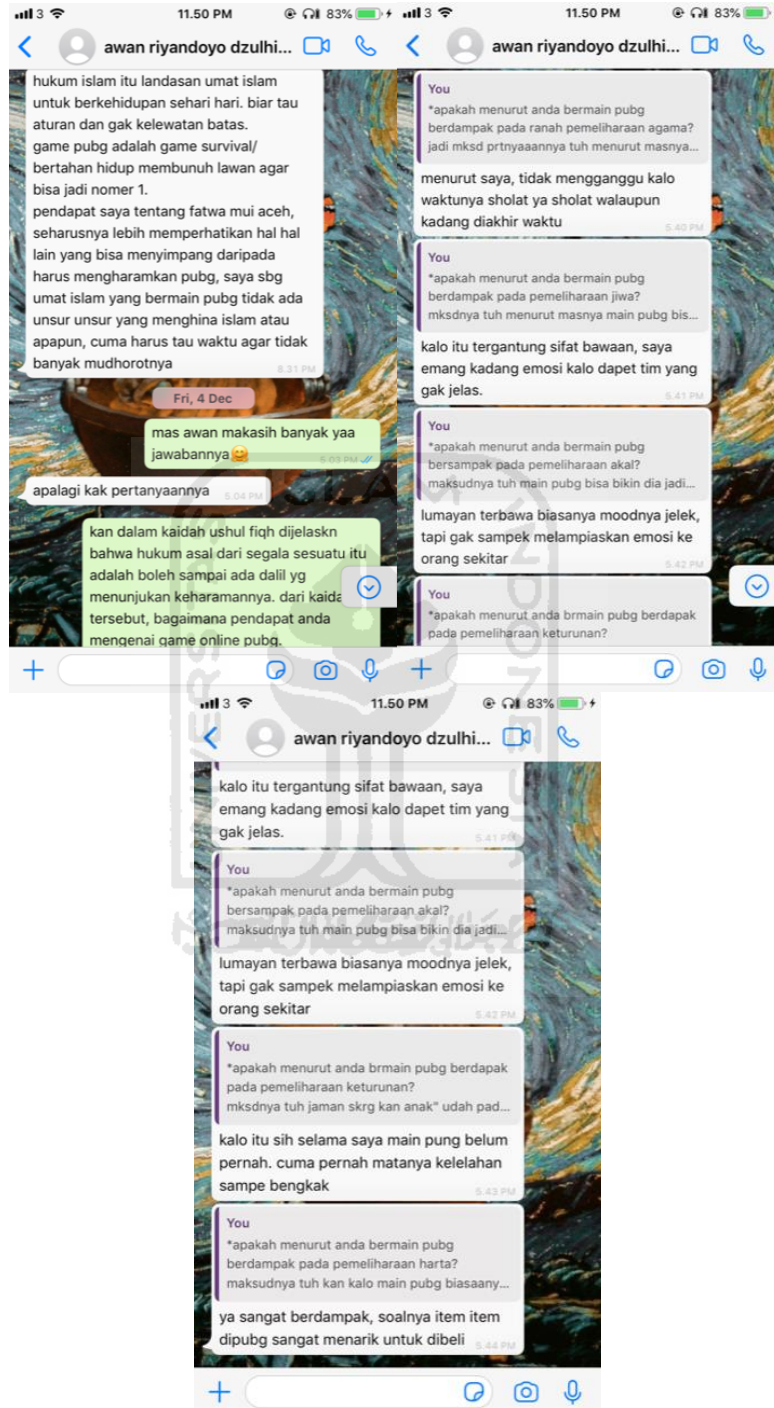 3
11.50 PM
83%
awan riyandoyo dzulhi...
hukum islam itu landasan umat islam
untuk berkehidupan sehari hari. biar tau
aturan dan gak kelewatan batas.
game pubg adalah game survival/
bertahan hidup membunuh lawan agar
bisa jadi nomer 1.
pendapat saya tentang fatwa mui aceh,
seharusnya lebih memperhatikan hal hal
lain yang bisa menyimpang daripada
harus mengharamkan pubg, saya sbg
umat islam yang bermain pubg tidak ada
unsur unsur yang menghina islam atau
apapun, cuma harus tau waktu agar tidak
banyak mudhorotnya
8.31 PM
Fri, 4 Dec
mas awan makasih banyak yaa
jawabannya🤗
5.03 PM
apalagi kak pertanyaannya
5.04 PM
kan dalam kaidah ushul fiqh dijelaskn
bahwa hukum asal dari segala sesuatu itu
adalah boleh sampai ada dalil yg
menunjukan keharamannya. dari kaida
tersebut, bagaimana pendapat anda
mengenai game online pubg.
3
11.50 PM
83%
awan riyandoyo dzulhi...
You
*apakah menurut anda bermain pubg
berdampak pada ranah pemeliharaan agama?
jadi mksd prtnyaaannya tuh menurut masnya...
menurut saya, tidak mengganggu kalo
waktunya sholat ya sholat walaupun
kadang diakhir waktu
5.40 PM
You
*apakah menurut anda bermain pubg
berdampak pada pemeliharaan jiwa?
mksdnya tuh menurut masnya main pubg bis...
kalo itu tergantung sifat bawaan, saya
emang kadang emosi kalo dapet tim yang
gak jelas.
5.41 PM
You
*apakah menurut anda bermain pubg
bersampak pada pemeliharaan akal?
maksudnya tuh main pubg bisa bikin dia jadi...
lumayan terbawa biasanya moodnya jelek,
tapi gak sampek melampiaskan emosi ke
orang sekitar
5.42 PM
You
*apakah menurut anda brmain pubg berdapak
pada pemeliharaan keturunan?
3
11.50 PM
83%
awan riyandoyo dzulhi...
kalo itu tergantung sifat bawaan, saya
emang kadang emosi kalo dapet tim yang
gak jelas.
5.41 PM
You
*apakah menurut anda bermain pubg
bersampak pada pemeliharaan akal?
maksudnya tuh main pubg bisa bikin dia jadi...
lumayan terbawa biasanya moodnya jelek,
tapi gak sampek melampiaskan emosi ke
orang sekitar
5.42 PM
You
*apakah menurut anda brmain pubg berdapak
pada pemeliharaan keturunan?
mksdnya tuh jaman skrg kan anak" udah pad...
kalo itu sih selama saya main pung belum
pernah. cuma pernah matanya kelelahan
sampe bengkak
5.43 PM
You
*apakah menurut anda bermain pubg
berdampak pada pemeliharaan harta?
maksudnya tuh kan kalo main pubg biasaany...
ya sangat berdampak, soalnya item item
dipubg sangat menarik untuk dibeli
5.44 PM